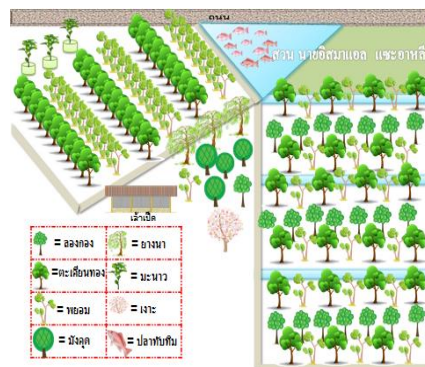 ถนน
สวน นายอิสมาแอล แซะอาหลี
เล้าเป็ด
= ลองกอง
= ยางนา
=ตะเคียนทอง
= มะนาว
= พยอม
= เงาะ
= มังคุด
= ปลาทับทิม